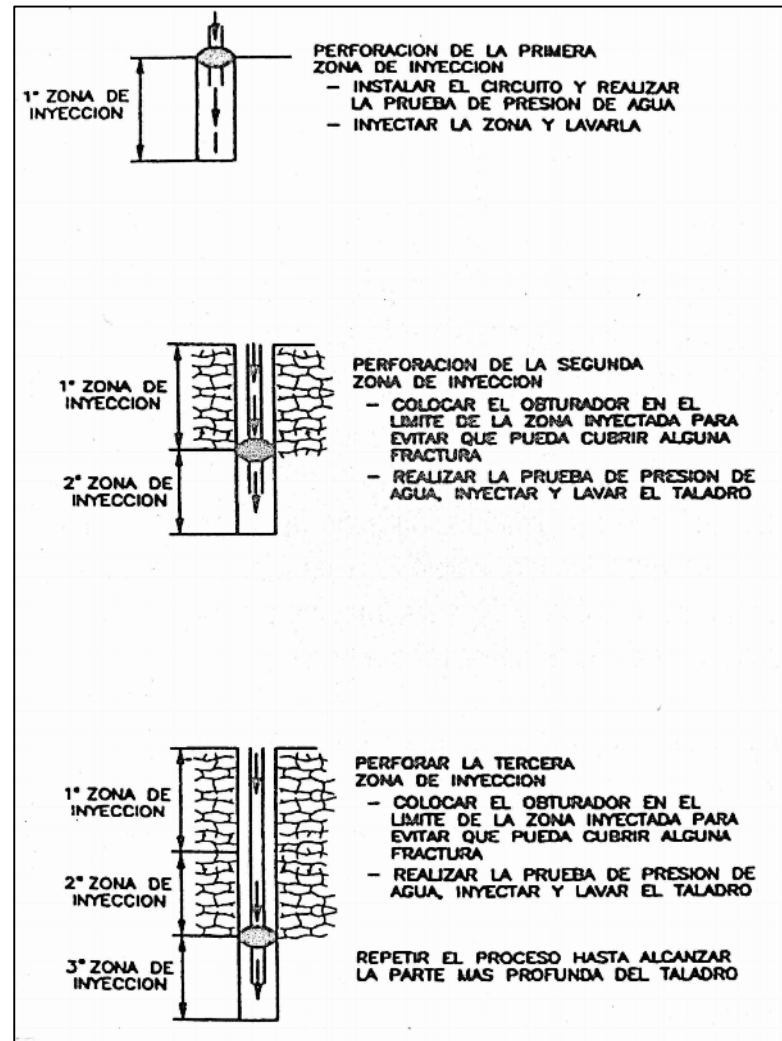 1° ZONA DE
INYECCION
PERFORACION DE LA PRIMERA
ZONA DE INYECCION
- INSTALAR EL CIRCUITO Y REALIZAR
LA PRUEBA DE PRESION DE AGUA
- INYECTAR LA ZONA Y LAVARLA
1° ZONA DE
INYECCION
2° ZONA DE
INYECCION
PERFORACION DE LA SEGUNDA
ZONA DE INYECCION
- COLOCAR EL OBTURADOR EN EL
LIMITE DE LA ZONA INYECTADA PARA
EVITAR QUE PUEDA CUBRIR ALGUNA
FRACTURA
- REALIZAR LA PRUEBA DE PRESION DE
AGUA, INYECTAR Y LAVAR EL TALADRO
1° ZONA DE
INYECCION
2° ZONA DE
INYECCION
3° ZONA DE
INYECCION
PERFORAR LA TERCERA
ZONA DE INYECCION
- COLOCAR EL OBTURADOR EN EL
LIMITE DE LA ZONA INYECTADA PARA
EVITAR QUE PUEDA CUBRIR ALGUNA
FRACTURA
- REALIZAR LA PRUEBA DE PRESION DE
AGUA, INYECTAR Y LAVAR EL TALADRO
REPETIR EL PROCESO HASTA ALCANZAR
LA PARTE MAS PROFUNDA DEL TALADRO